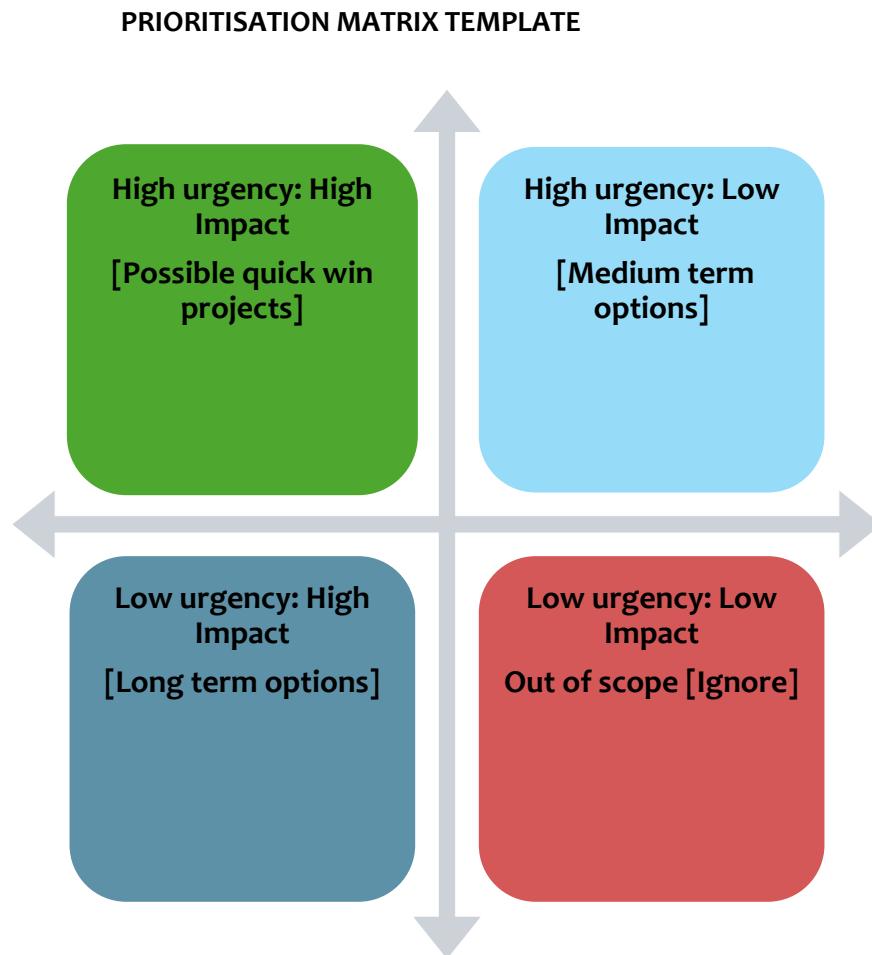 PRIORITISATION MATRIX TEMPLATE
High urgency: High
Impact
[Possible quick win
projects]
High urgency: Low
Impact
[Medium term
options]
Low urgency: High
Impact
[Long term options]
Low urgency: Low
Impact
Out of scope [Ignore]